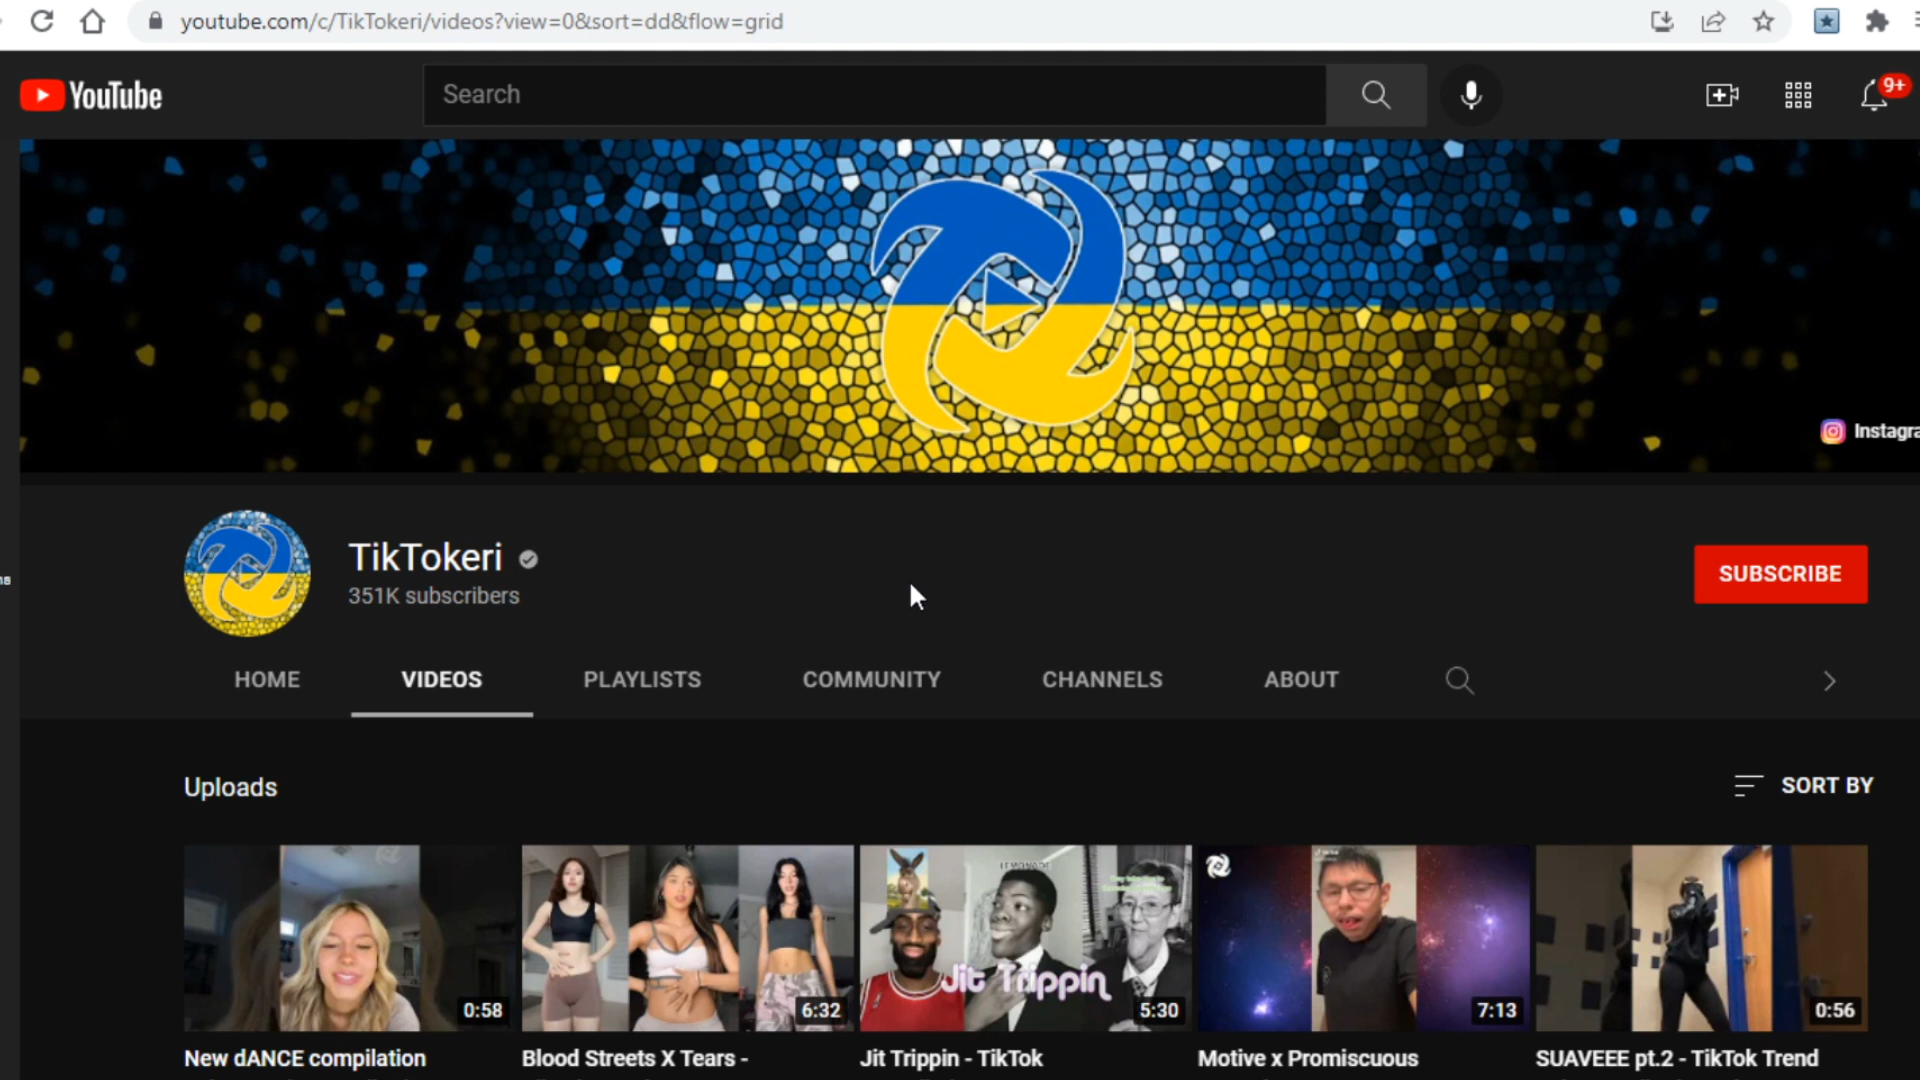 youtube.com/c/TikTokeri/videos?view=0&sort=dd&flow=grid
YouTube
Search
9+
Instagra
TikTokeri
351K subscribers
SUBSCRIBE
HOME VIDEOS PLAYLISTS COMMUNITY CHANNELS ABOUT
Uploads
SORT BY
LEMONADE
Jit Trippin
0:58 6:32 5:30 7:13 0:56
New dANCE compilation Blood Streets X Tears - Jit Trippin - TikTok Motive x Promiscuous SUAVEEE pt.2 - TikTok Trend